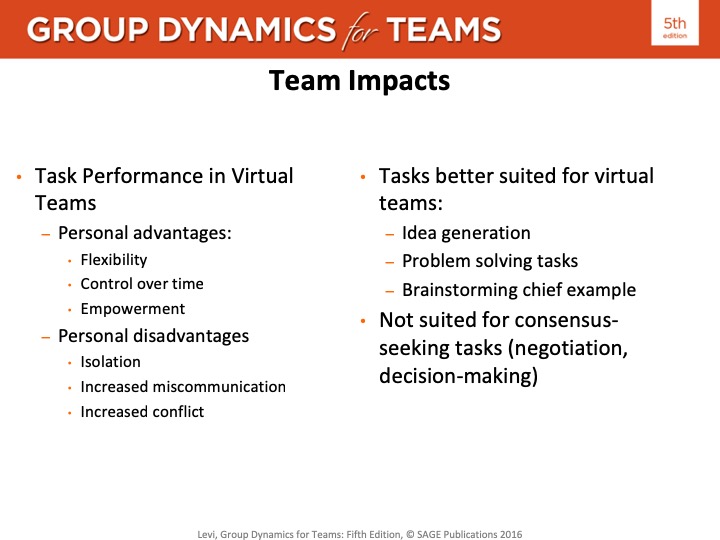 GROUP DYNAMICS for TEAMS
5th
edition
Team Impacts
• Task Performance in Virtual
Teams
– Personal advantages:
• Flexibility
• Control over time
• Empowerment
– Personal disadvantages
• Isolation
• Increased miscommunication
• Increased conflict
• Tasks better suited for virtual
teams:
– Idea generation
– Problem solving tasks
– Brainstorming chief example
• Not suited for consensus-
seeking tasks (negotiation,
decision-making)
Levi, Group Dynamics for Teams: Fifth Edition, © SAGE Publications 2016